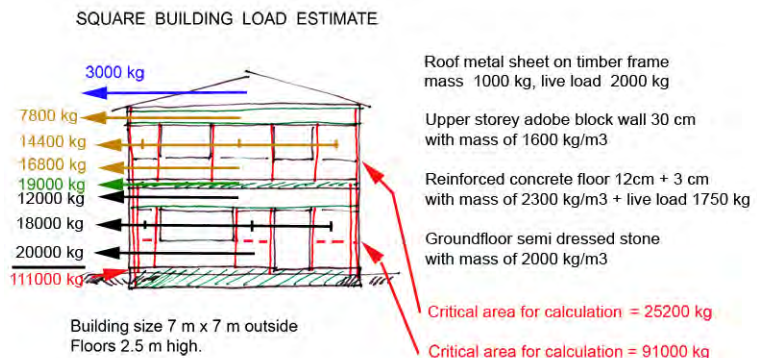 SQUARE BUILDING LOAD ESTIMATE
3000 kg
7800 kg
14400 kg
16800 kg
19000 kg
12000 kg
18000 kg
20000 kg
111000 kg
Building size 7 m x 7 m outside
Floors 2.5 m high.
Roof metal sheet on timber frame
mass 1000 kg, live load 2000 kg
Upper storey adobe block wall 30 cm
with mass of 1600 kg/m3
Reinforced concrete floor 12cm + 3 cm
with mass of 2300 kg/m3 + live load 1750 kg
Groundfloor semi dressed stone
with mass of 2000 kg/m3
Critical area for calculation = 25200 kg
Critical area for calculation = 91000 kg